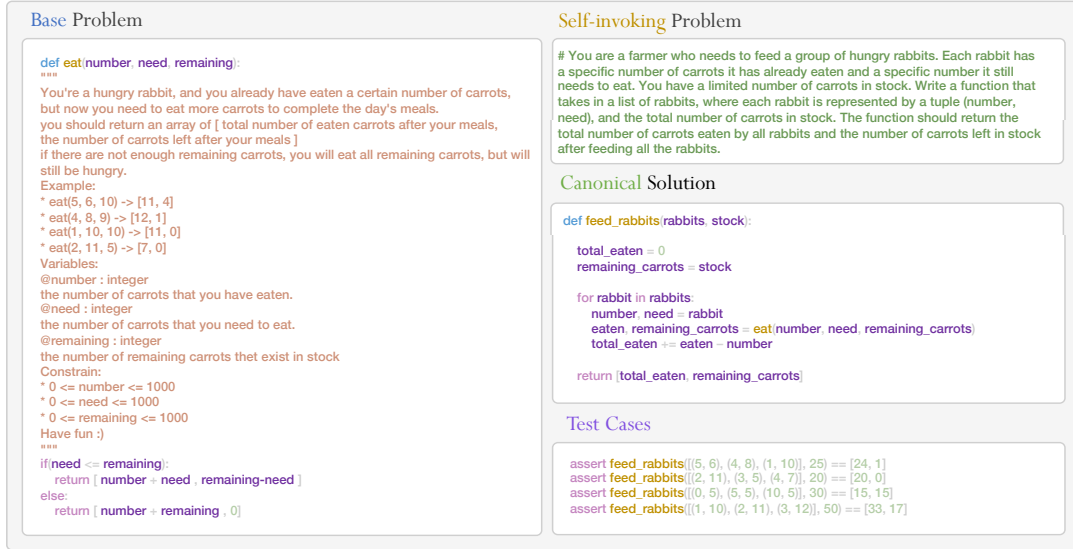 Base Problem
def eat(number, need, remaining):
"""
You're a hungry rabbit, and you already have eaten a certain number of carrots,
but now you need to eat more carrots to complete the day's meals.
you should return an array of [ total number of eaten carrots after your meals,
the number of carrots left after your meals ]
if there are not enough remaining carrots, you will eat all remaining carrots, but will
still be hungry.
Example:
* eat(5, 6, 10) -> [11, 4]
* eat(4, 8, 9) -> [12, 1]
* eat(1, 10, 10) -> [11, 0]
* eat(2, 11, 5) -> [7, 0]
Variables:
@number : integer
the number of carrots that you have eaten.
@need : integer
the number of carrots that you need to eat.
@remaining : integer
the number of remaining carrots thet exist in stock
Constrain:
* 0 <= number <= 1000
* 0 <= need <= 1000
* 0 <= remaining <= 1000
Have fun :)
"""
if(need <= remaining):
return [ number + need , remaining-need ]
else:
return [ number + remaining , 0]
Self-invoking Problem
# You are a farmer who needs to feed a group of hungry rabbits. Each rabbit has
a specific number of carrots it has already eaten and a specific number it still
needs to eat. You have a limited number of carrots in stock. Write a function that
takes in a list of rabbits, where each rabbit is represented by a tuple (number,
need), and the total number of carrots in stock. The function should return the
total number of carrots eaten by all rabbits and the number of carrots left in stock
after feeding all the rabbits.
Canonical Solution
def feed_rabbits(rabbits, stock):
total_eaten = 0
remaining_carrots = stock
for rabbit in rabbits:
number, need = rabbit
eaten, remaining_carrots = eat(number, need, remaining_carrots)
total_eaten += eaten − number
return [total_eaten, remaining_carrots]
Test Cases
assert feed_rabbits([(5, 6), (4, 8), (1, 10)], 25) == [24, 1]
assert feed_rabbits([(2, 11), (3, 5), (4, 7)], 20) == [20, 0]
assert feed_rabbits([(0, 5), (5, 5), (10, 5)], 30) == [15, 15]
assert feed_rabbits([(1, 10), (2, 11), (3, 12)], 50) == [33, 17]